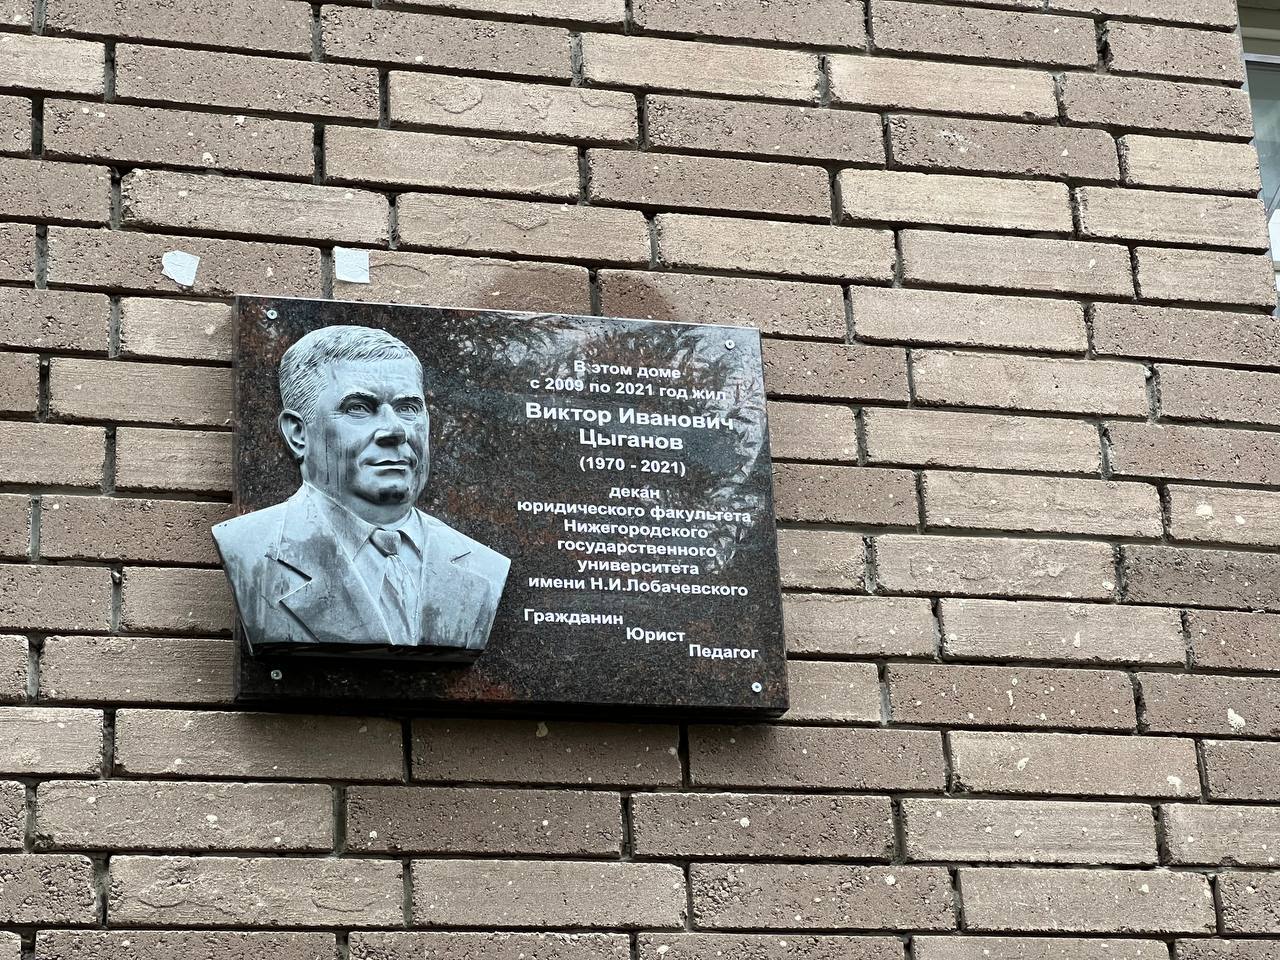 В этом доме
с 2009 по 2021 год жил
Виктор Иванович
Цыганов
(1970 - 2021)
декан
юридического факультета
Нижегородского
государственного
университета
имени Н.И.Лобачевского
Гражданин
Юрист
Педагог